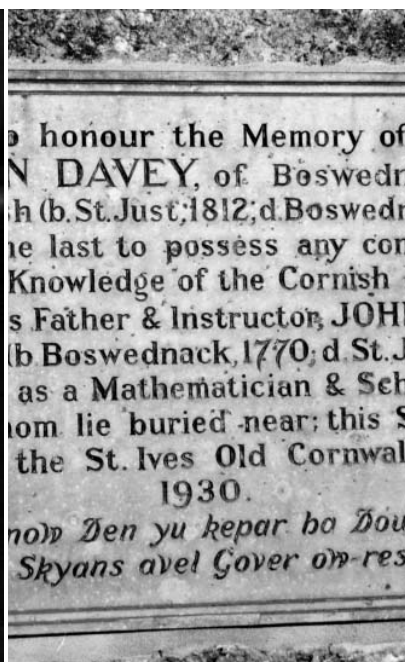 o honour the Memory of
N DAVEY, of Boswedn
h (b. St. Just, 1812; d. Boswedn
he last to possess any con
Knowledge of the Cornish
s Father & Instructor, JOH
(b Boswednack, 1770; d St. J
as a Mathematician & Sch
hom lie buried near: this S
the St. Ives Old Cornwal
1930.
now Den yu kepar ha Dou
Skyans avel Gover ow-res